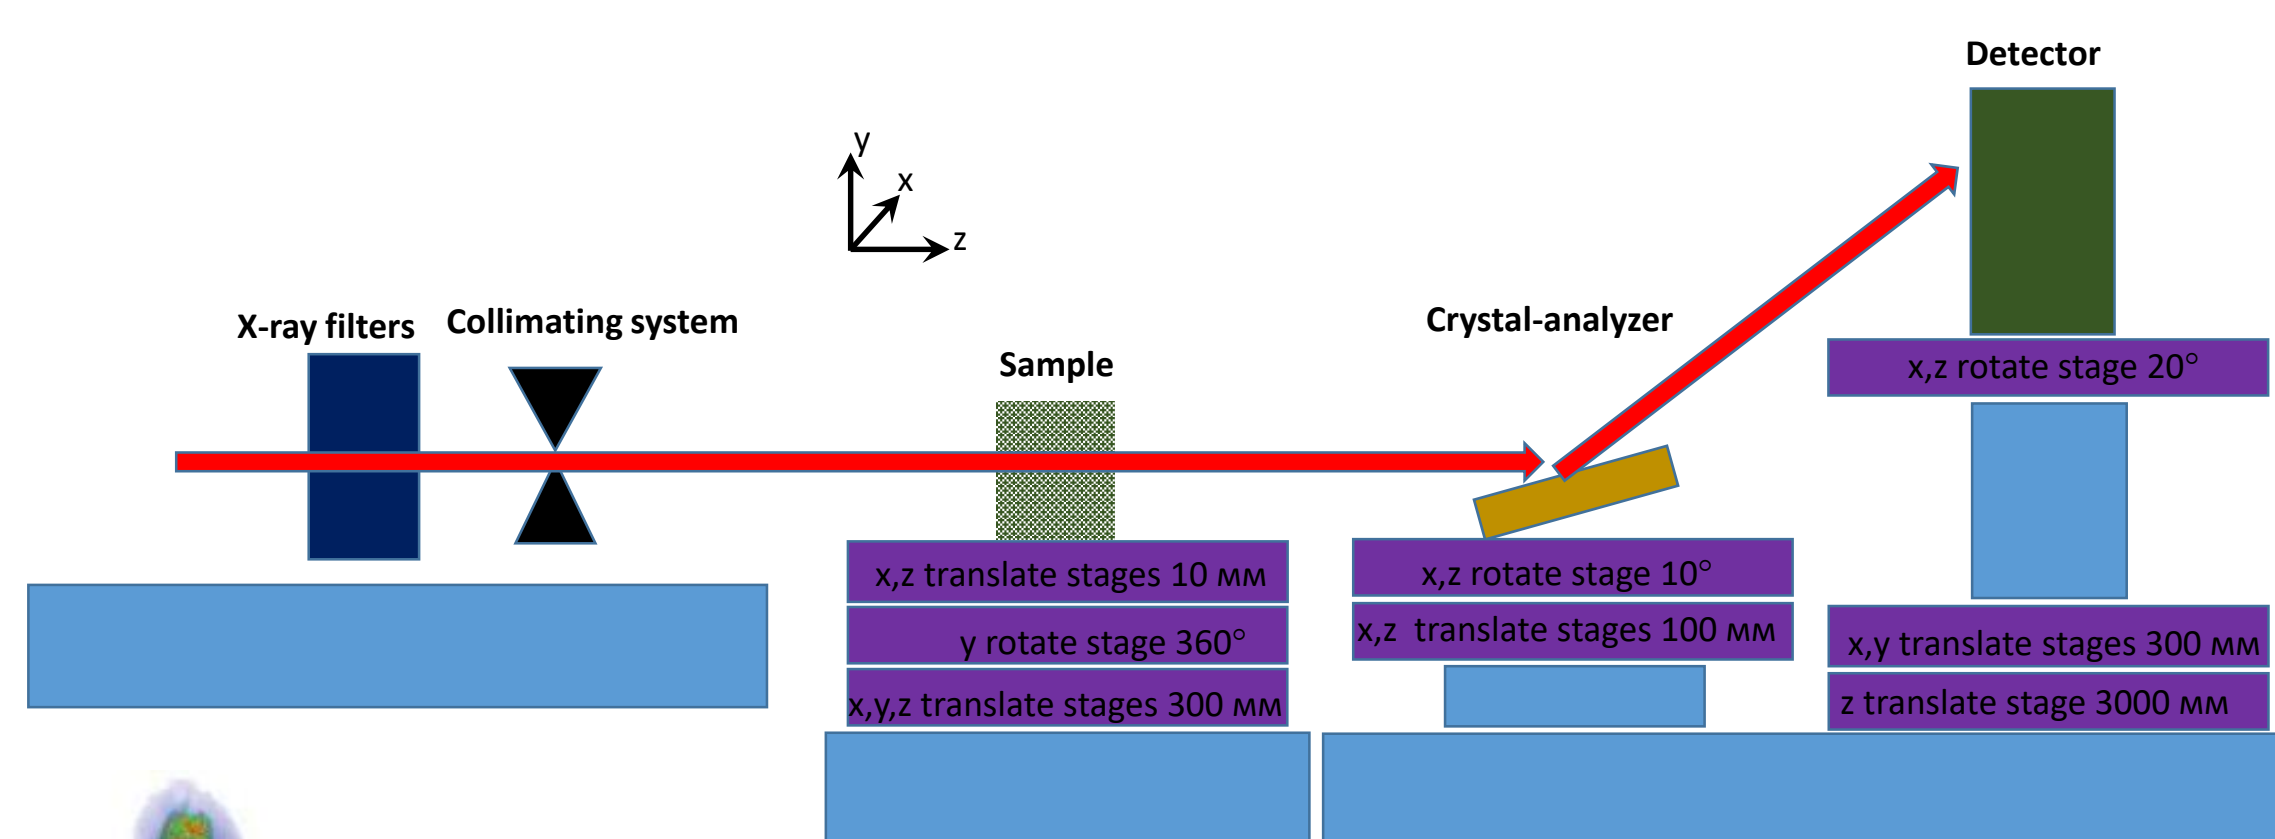 Detector
y
x
z
X-ray filters
Collimating system
Sample
Crystal-analyzer
x,z rotate stage 20°
x,z translate stages 10 мм
y rotate stage 360°
x,y,z translate stages 300 мм
x,z rotate stage 10°
x,z translate stages 100 мм
x,y translate stages 300 мм
z translate stage 3000 мм